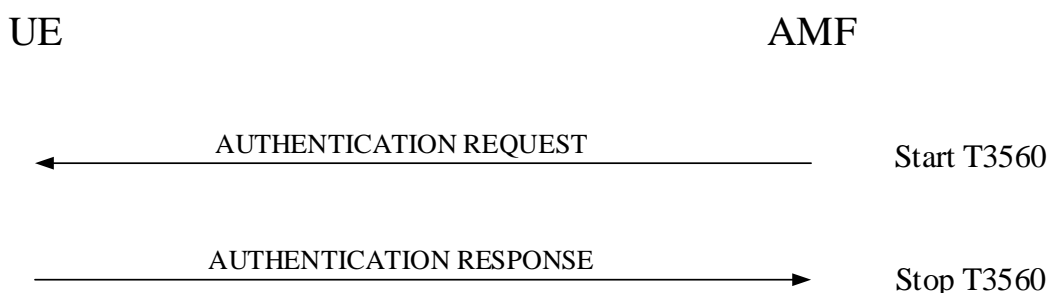 UE
AMF
AUTHENTICATION REQUEST
Start T3560
AUTHENTICATION RESPONSE
Stop T3560